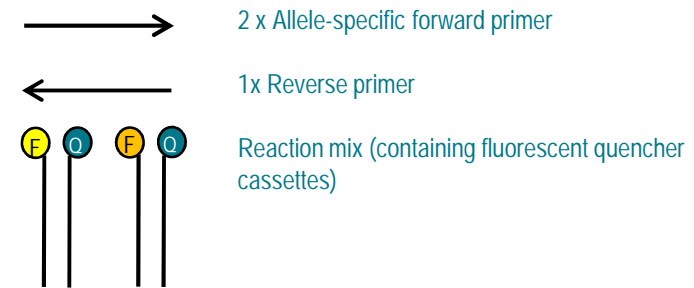 2 x Allele-specific forward primer
1x Reverse primer
F Q F Q
Reaction mix (containing fluorescent quencher
cassettes)